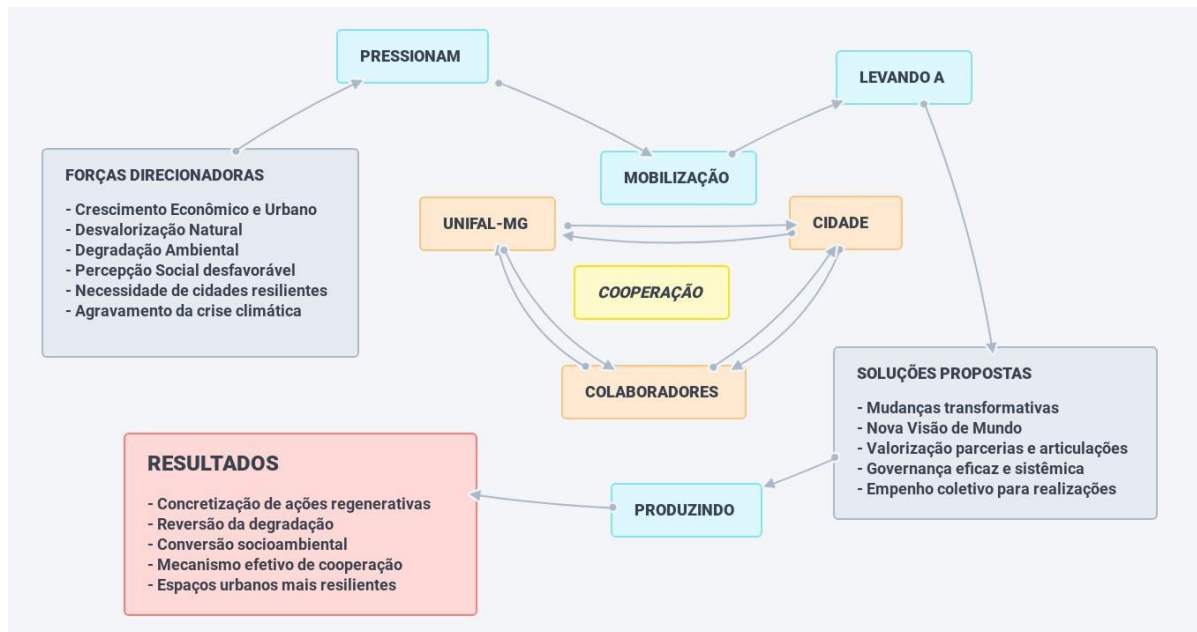 PRESSIONAM
LEVANDO A
FORÇAS DIRECIONADORAS
- Crescimento Econômico e Urbano
- Desvalorização Natural
- Degradação Ambiental
- Percepção Social desfavorável
- Necessidade de cidades resilientes
- Agravamento da crise climática
MOBILIZAÇÃO
UNIFAL-MG
CIDADE
COOPERAÇÃO
COLABORADORES
SOLUÇÕES PROPOSTAS
- Mudanças transformativas
- Nova Visão de Mundo
- Valorização parcerias e articulações
- Governança eficaz e sistêmica
- Empenho coletivo para realizações
PRODUZINDO
RESULTADOS
- Concretização de ações regenerativas
- Reversão da degradação
- Conversão socioambiental
- Mecanismo efetivo de cooperação
- Espaços urbanos mais resilientes